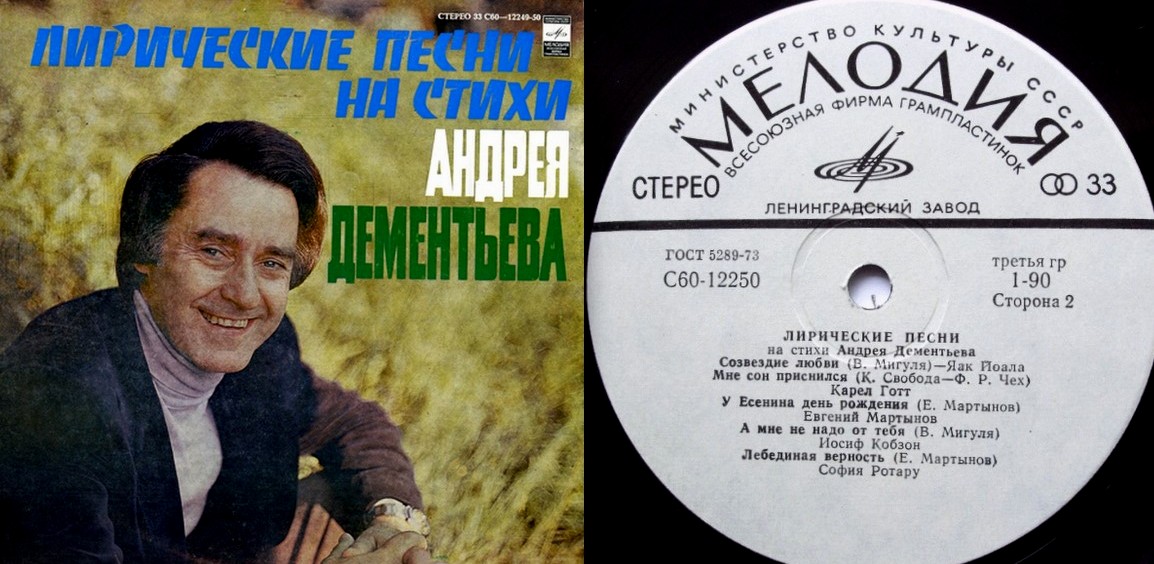 СТЕРЕО 33 С60—12249-50
ЛИРИЧЕСКИЕ ПЕСНИ
НА СТИХИ
АНДРЕЯ
ДЕМЕНТЬЕВА
МЕЛОДИЯ
МИНИСТЕРСТВО КУЛЬТУРЫ СССР
МЕЛОДИЯ
ВСЕСОЮЗНАЯ ФИРМА ГРАМПЛАСТИНОК
СТЕРЕО
33
ЛЕНИНГРАДСКИЙ ЗАВОД
ГОСТ 5289-73
С60-12250
третья гр
1-90
Сторона 2
ЛИРИЧЕСКИЕ ПЕСНИ
на стихи Андрея Дементьева
Созвездие любви (В. Мигуля)—Яак Йоала
Мне сон приснился (К. Свобода—Ф. Р. Чех)
Карел Готт
У Есенина день рождения (Е. Мартынов)
Евгений Мартынов
А мне не надо от тебя (В. Мигуля)
Иосиф Кобзон
Лебединая верность (Е. Мартынов)
София Ротару